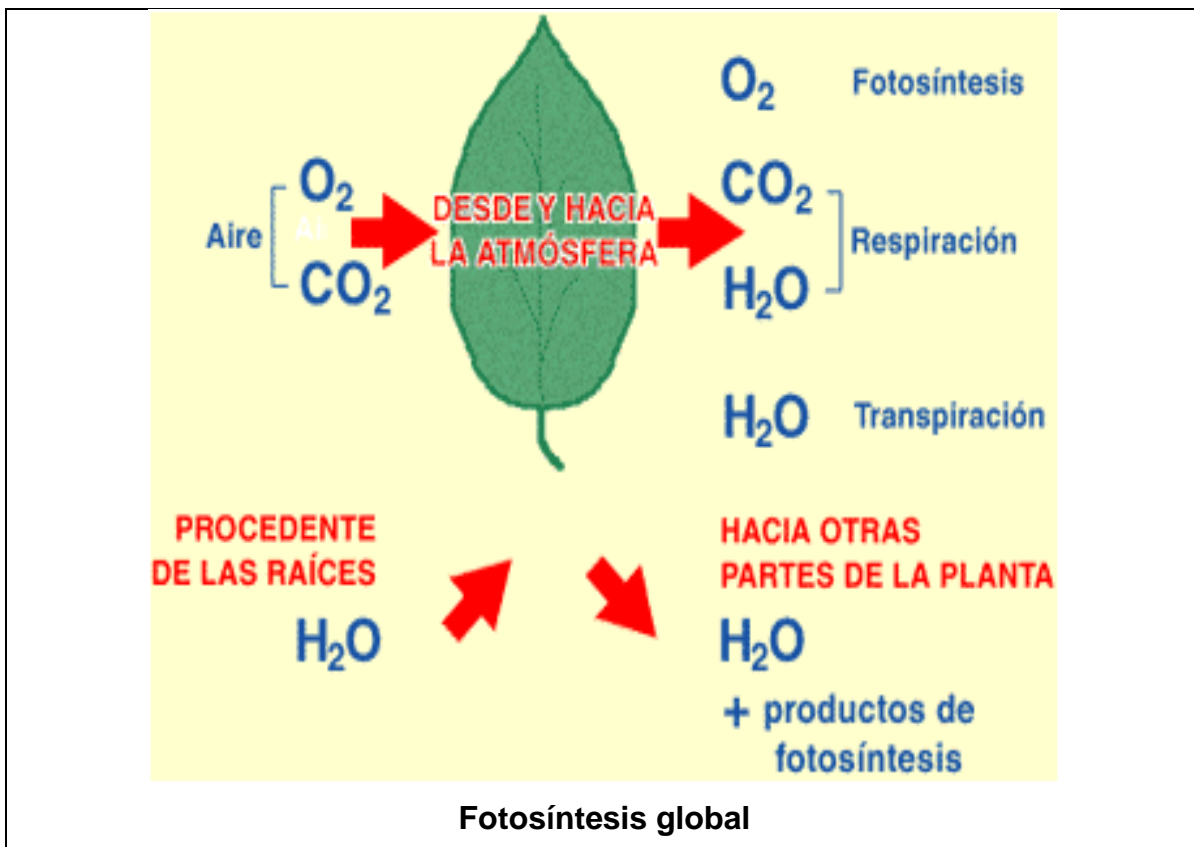 O₂ Fotosíntesis
O₂
Aire
CO₂
DESDE Y HACIA
LA ATMÓSFERA
CO₂
Respiración
H₂O
H₂O Transpiración
PROCEDENTE
DE LAS RAÍCES
H₂O
HACIA OTRAS
PARTES DE LA PLANTA
H₂O
+ productos de
fotosíntesis
Fotosíntesis global